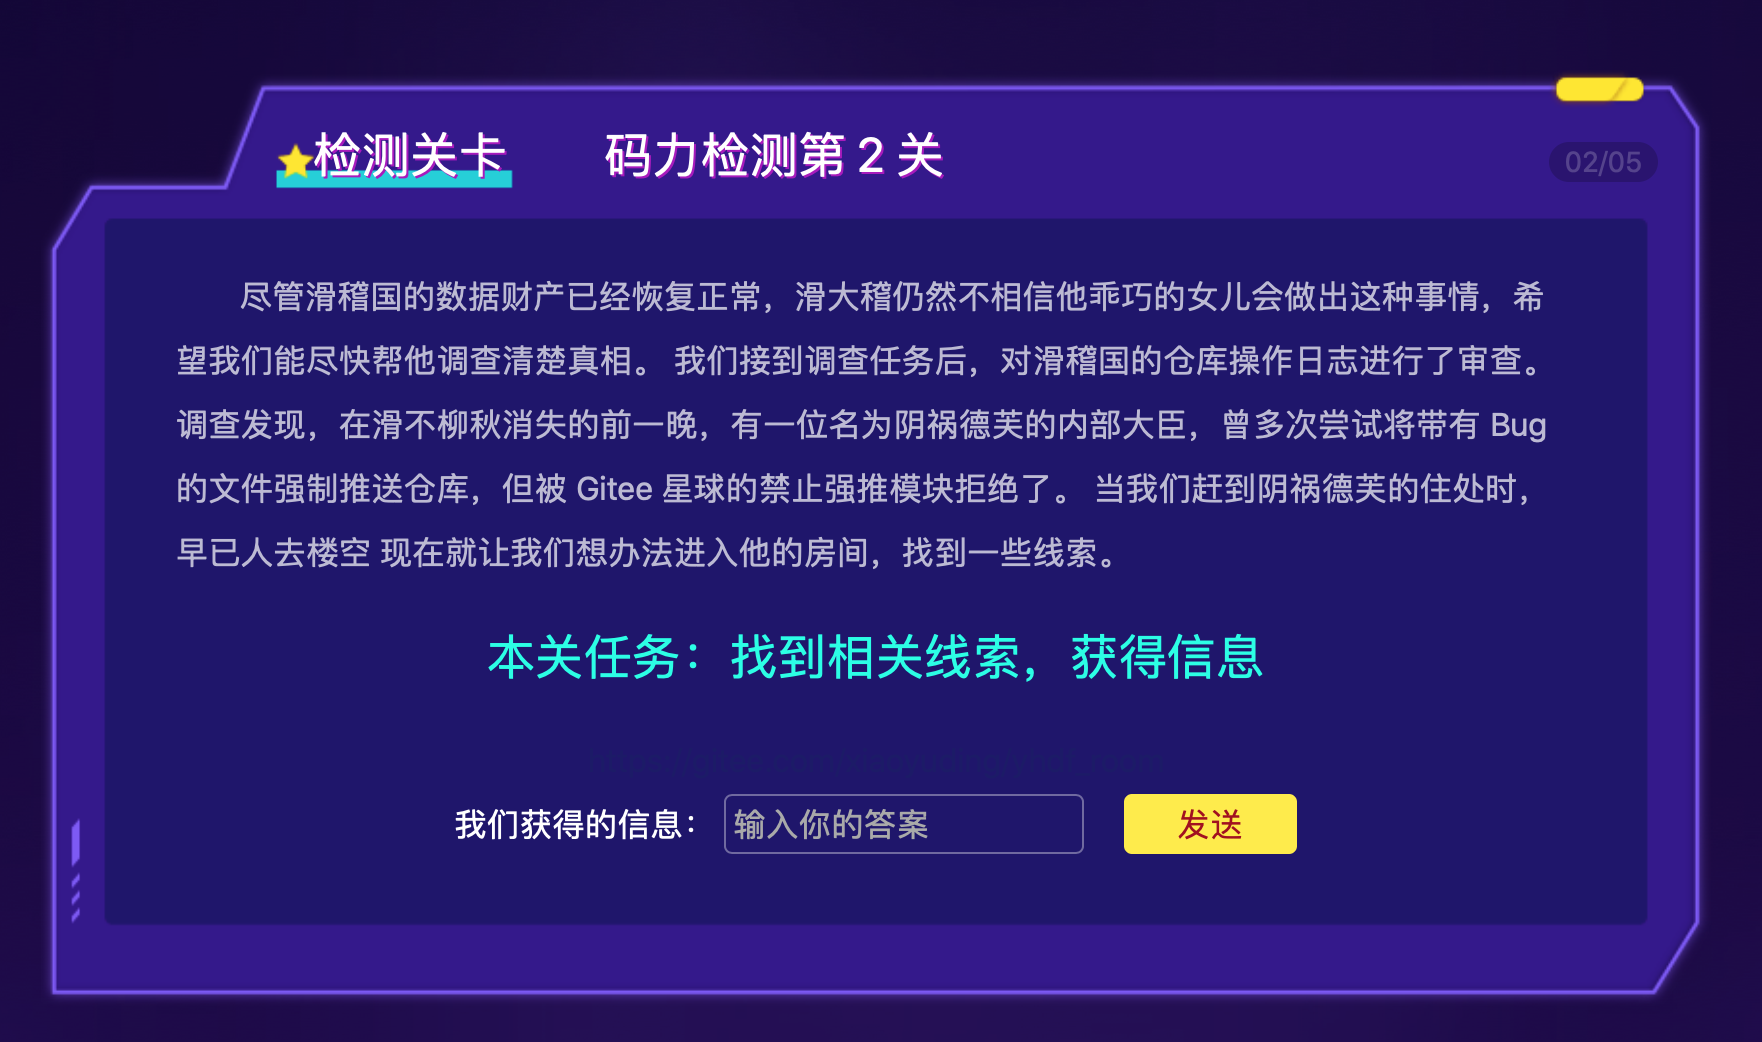 检测关卡 码力检测第 2 关
02/05
尽管滑稽国的数据财产已经恢复正常，滑大稽仍然不相信他乖巧的女儿会做出这种事情，希
望我们能尽快帮他调查清楚真相。 我们接到调查任务后，对滑稽国的仓库操作日志进行了审查。
调查发现，在滑不柳秋消失的前一晚，有一位名为阴祸德芙的内部大臣，曾多次尝试将带有 Bug
的文件强制推送仓库，但被 Gitee 星球的禁止强推模块拒绝了。 当我们赶到阴祸德芙的住处时，
早已人去楼空 现在就让我们想办法进入他的房间，找到一些线索。
本关任务：找到相关线索，获得信息
我们获得的信息： 输入你的答案 发送